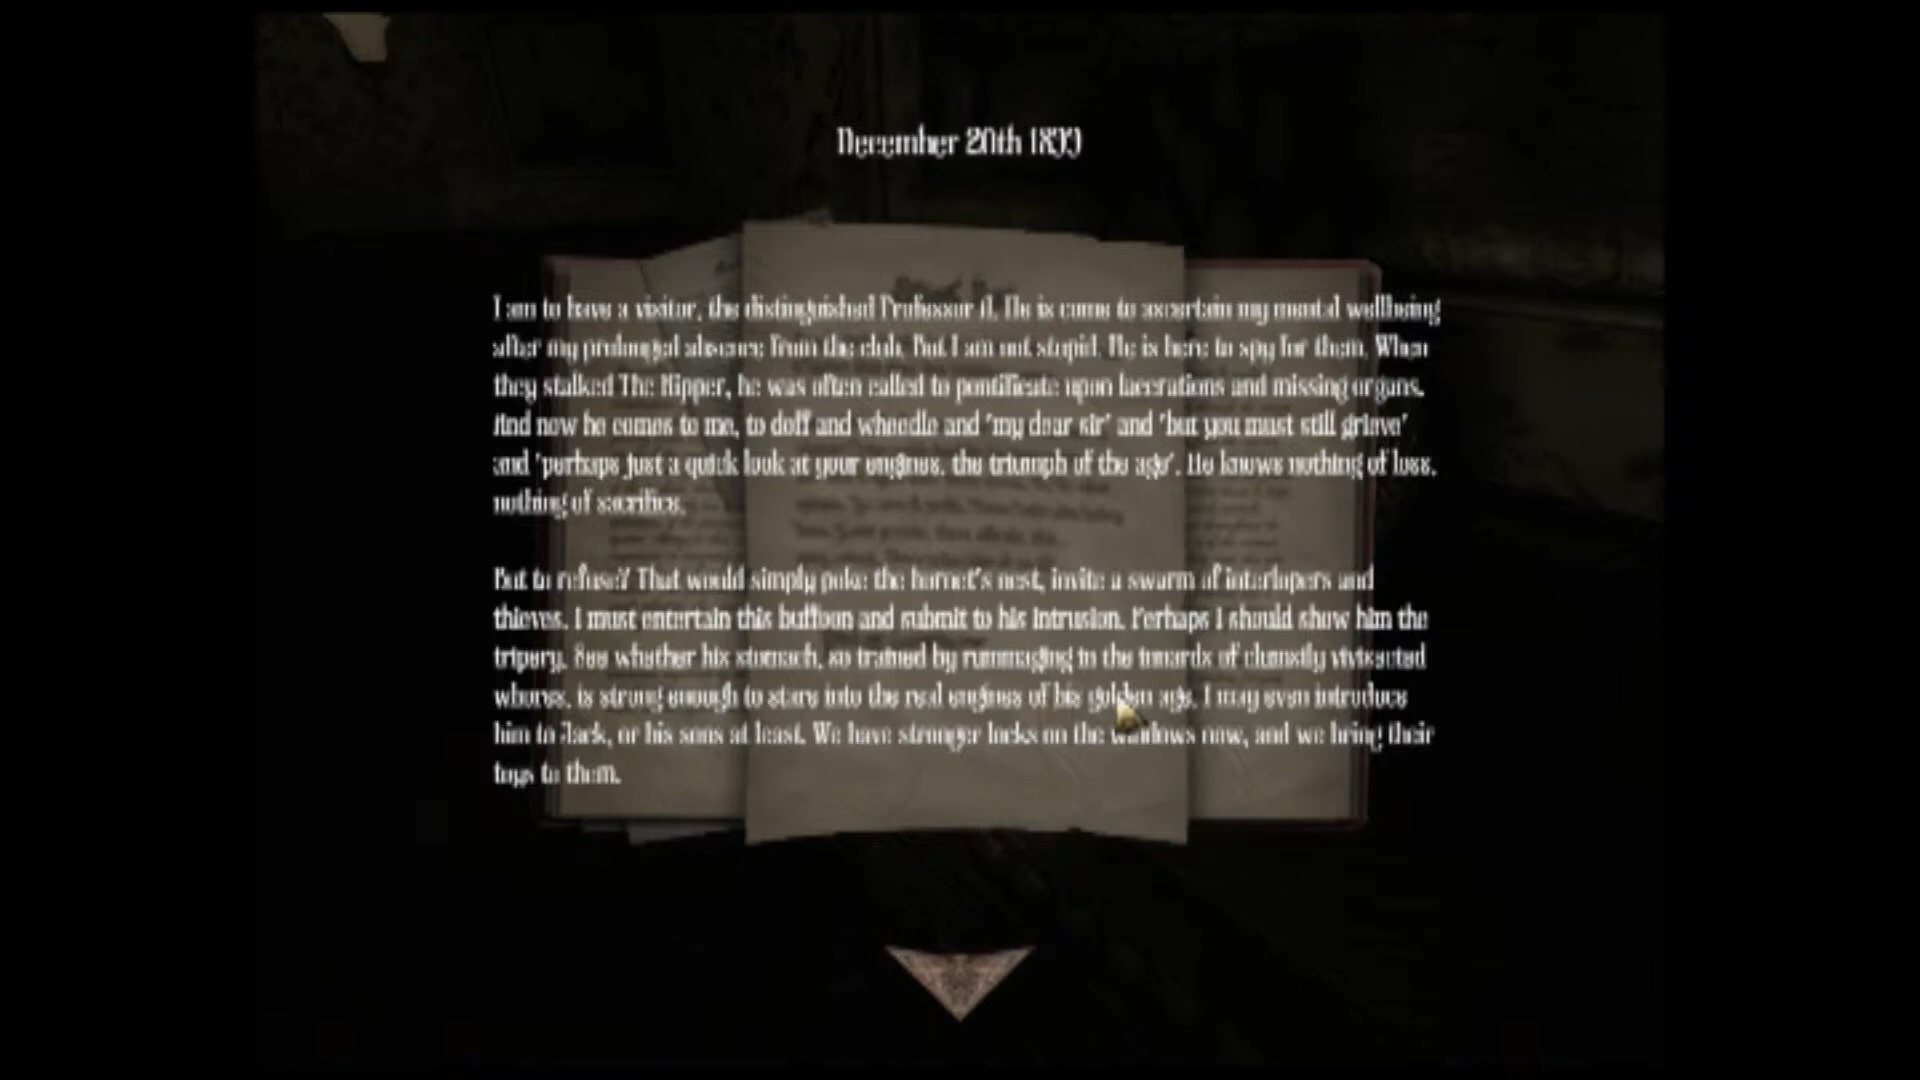 December 20th 1899
I am to have a visitor, the distinguished Professor A. He is come to ascertain my mental wellbeing
after my prolonged absence from the club. But I am not stupid. He is here to spy for them. When
they stalked The Ripper, he was often called to pontificate upon lacerations and missing organs.
And now he comes to me, to doff and wheedle and 'my dear sir' and 'but you must still grieve'
and 'perhaps just a quick look at your engines, the triumph of the age'. He knows nothing of loss,
nothing of sacrifice.
But to refuse? That would simply poke the hornet's nest, invite a swarm of interlopers and
thieves. I must entertain this buffoon and submit to his intrusion. Perhaps I should show him the
tripery. See whether his stomach, so trained by rummaging in the innards of clumsily vivisected
whores, is strong enough to stare into the real engines of his golden age. I may even introduce
him to Jack, or his sons at least. We have stronger locks on the windows now, and we bring their
toys to them.